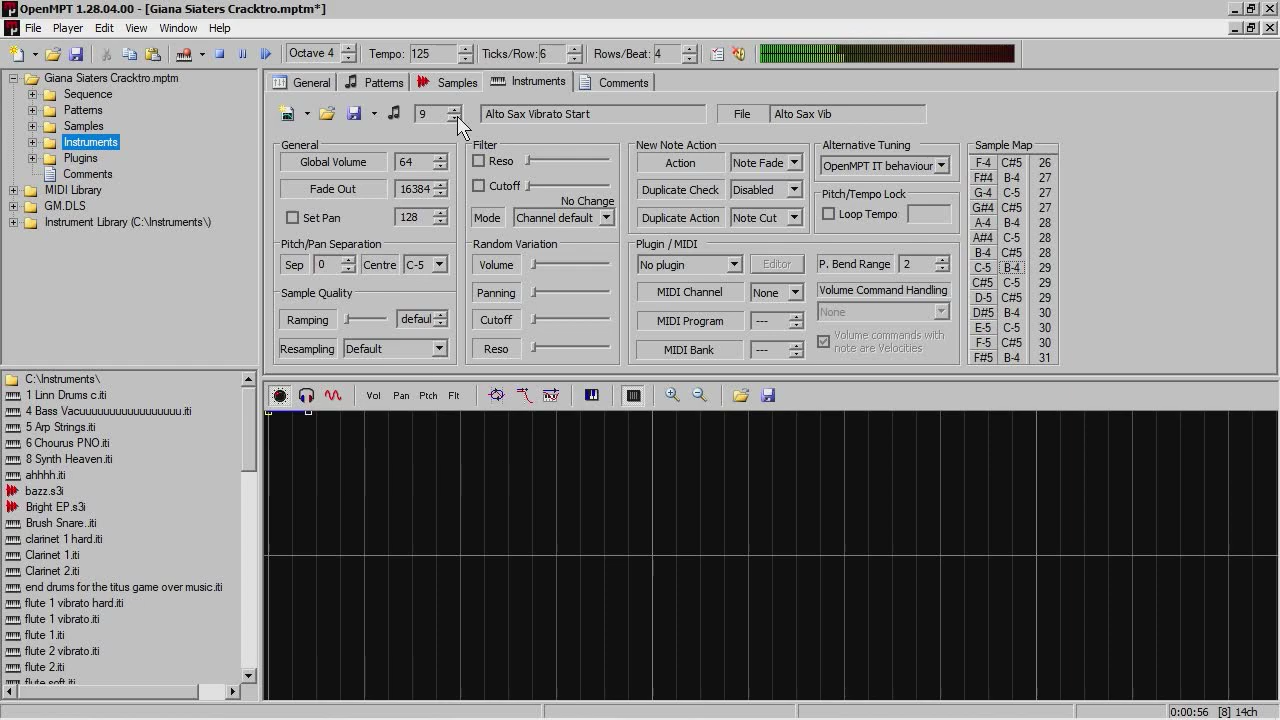 OpenMPT 1.28.04.00 - [Giana Siaters Cracktro.mptm*]
File Player Edit View Window Help
Octave 4 Tempo: 125 Ticks/Row: 6 Rows/Beat: 4
Giana Siaters Cracktro.mptm
Sequence
Patterns
Samples
Instruments
Plugins
Comments
MIDI Library
GM.DLS
Instrument Library (C:\Instruments\)
C:\Instruments\
1 Linn Drums c.iti
4 Bass Vacuuuuuuuuuuuuuuuuuu.iti
5 Arp Strings.iti
6 Chourus PNO.iti
8 Synth Heaven.iti
ahhhh.iti
bazz.s3i
Bright EP.s3i
Brush Snare..iti
clarinet 1 hard.iti
Clarinet 1.iti
Clarinet 2.iti
end drums for the titus game over music.iti
flute 1 vibrato hard.iti
flute 1 vibrato.iti
flute 1.iti
flute 2 vibrato.iti
flute 2.iti
flute soft.iti
General Patterns Samples Instruments Comments
9 Alto Sax Vibrato Start File Alto Sax Vib
General
Global Volume 64
Fade Out 16384
Set Pan 128
Pitch/Pan Separation
Sep 0 Centre C-5
Sample Quality
Ramping defaul
Resampling Default
Filter
Reso
Cutoff
No Change
Mode Channel default
Random Variation
Volume
Panning
Cutoff
Reso
New Note Action
Action Note Fade
Duplicate Check Disabled
Duplicate Action Note Cut
Alternative Tuning
OpenMPT IT behaviour
Pitch/Tempo Lock
Loop Tempo
Plugin / MIDI
No plugin Editor P. Bend Range 2
MIDI Channel None Volume Command Handling
None
MIDI Program ---
Volume commands with
note are Velocities
MIDI Bank ---
Sample Map
F-4 C#5 26
F#4 B-4 27
G-4 C-5 27
G#4 C#5 27
A-4 B-4 28
A#4 C-5 28
B-4 C#5 28
C-5 B-4 29
C#5 C-5 29
D-5 C#5 29
D#5 B-4 30
E-5 C-5 30
F-5 C#5 30
F#5 B-4 31
Vol Pan Ptch Flt
0:00:56 [8] 14ch